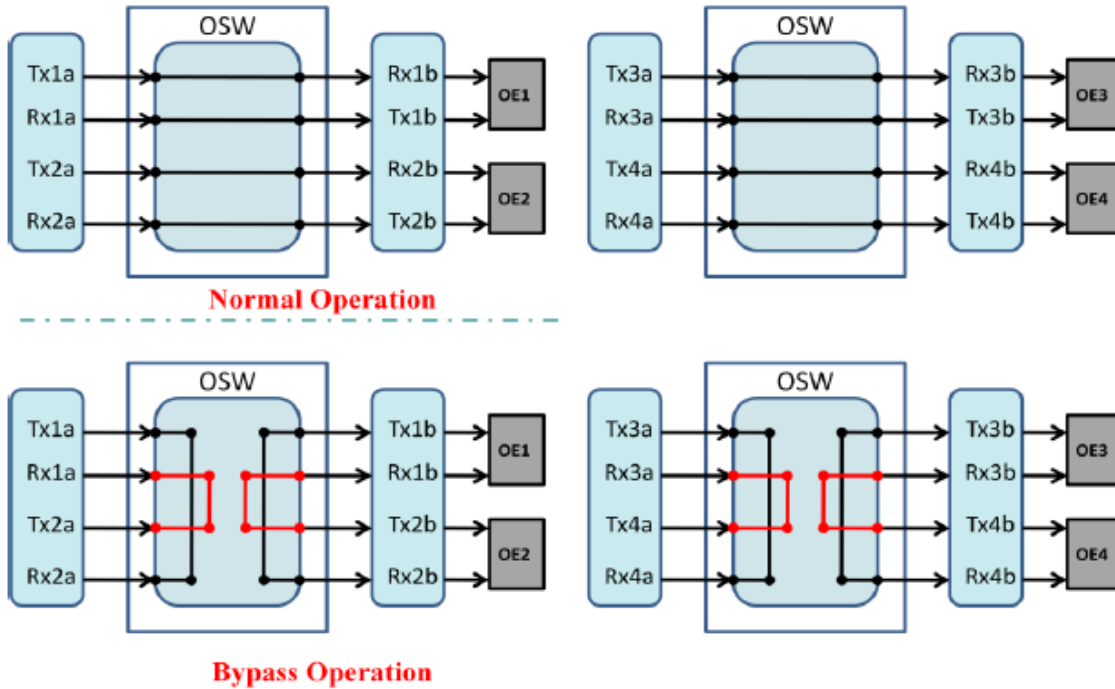 OSW
Tx1a
Rx1a
Tx2a
Rx2a
Rx1b
Tx1b
Rx2b
Tx2b
OE1
OE2
OSW
Tx3a
Rx3a
Tx4a
Rx4a
Rx3b
Tx3b
Rx4b
Tx4b
OE3
OE4
Normal Operation
OSW
Tx1a
Rx1a
Tx2a
Rx2a
Tx1b
Rx1b
Tx2b
Rx2b
OE1
OE2
OSW
Tx3a
Rx3a
Tx4a
Rx4a
Tx3b
Rx3b
Tx4b
Rx4b
OE3
OE4
Bypass Operation